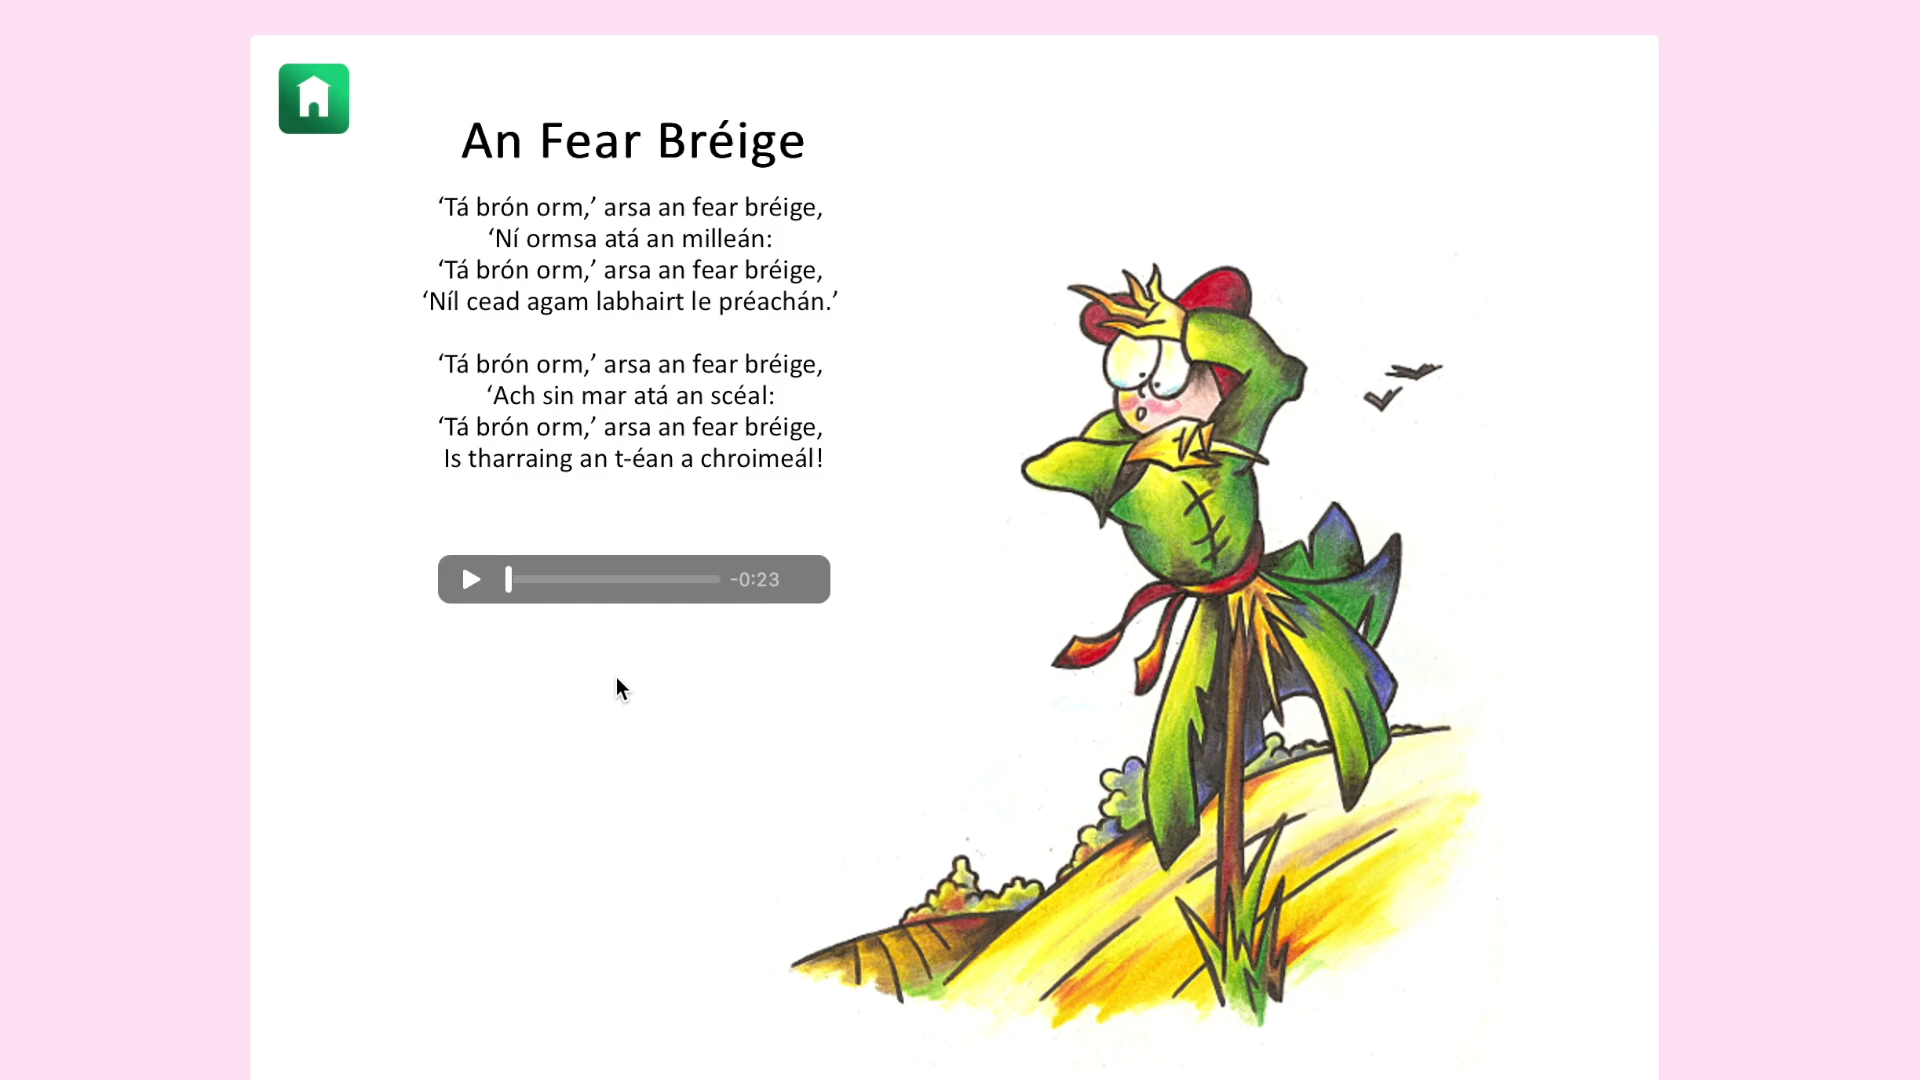 An Fear Bréige
‘Tá brón orm,’ arsa an fear bréige,
‘Ní ormsa atá an milleán:
‘Tá brón orm,’ arsa an fear bréige,
‘Níl cead agam labhairt le préachán.’
‘Tá brón orm,’ arsa an fear bréige,
‘Ach sin mar atá an scéal:
‘Tá brón orm,’ arsa an fear bréige,
Is tharraing an t-éan a chroimeál!
-0:23